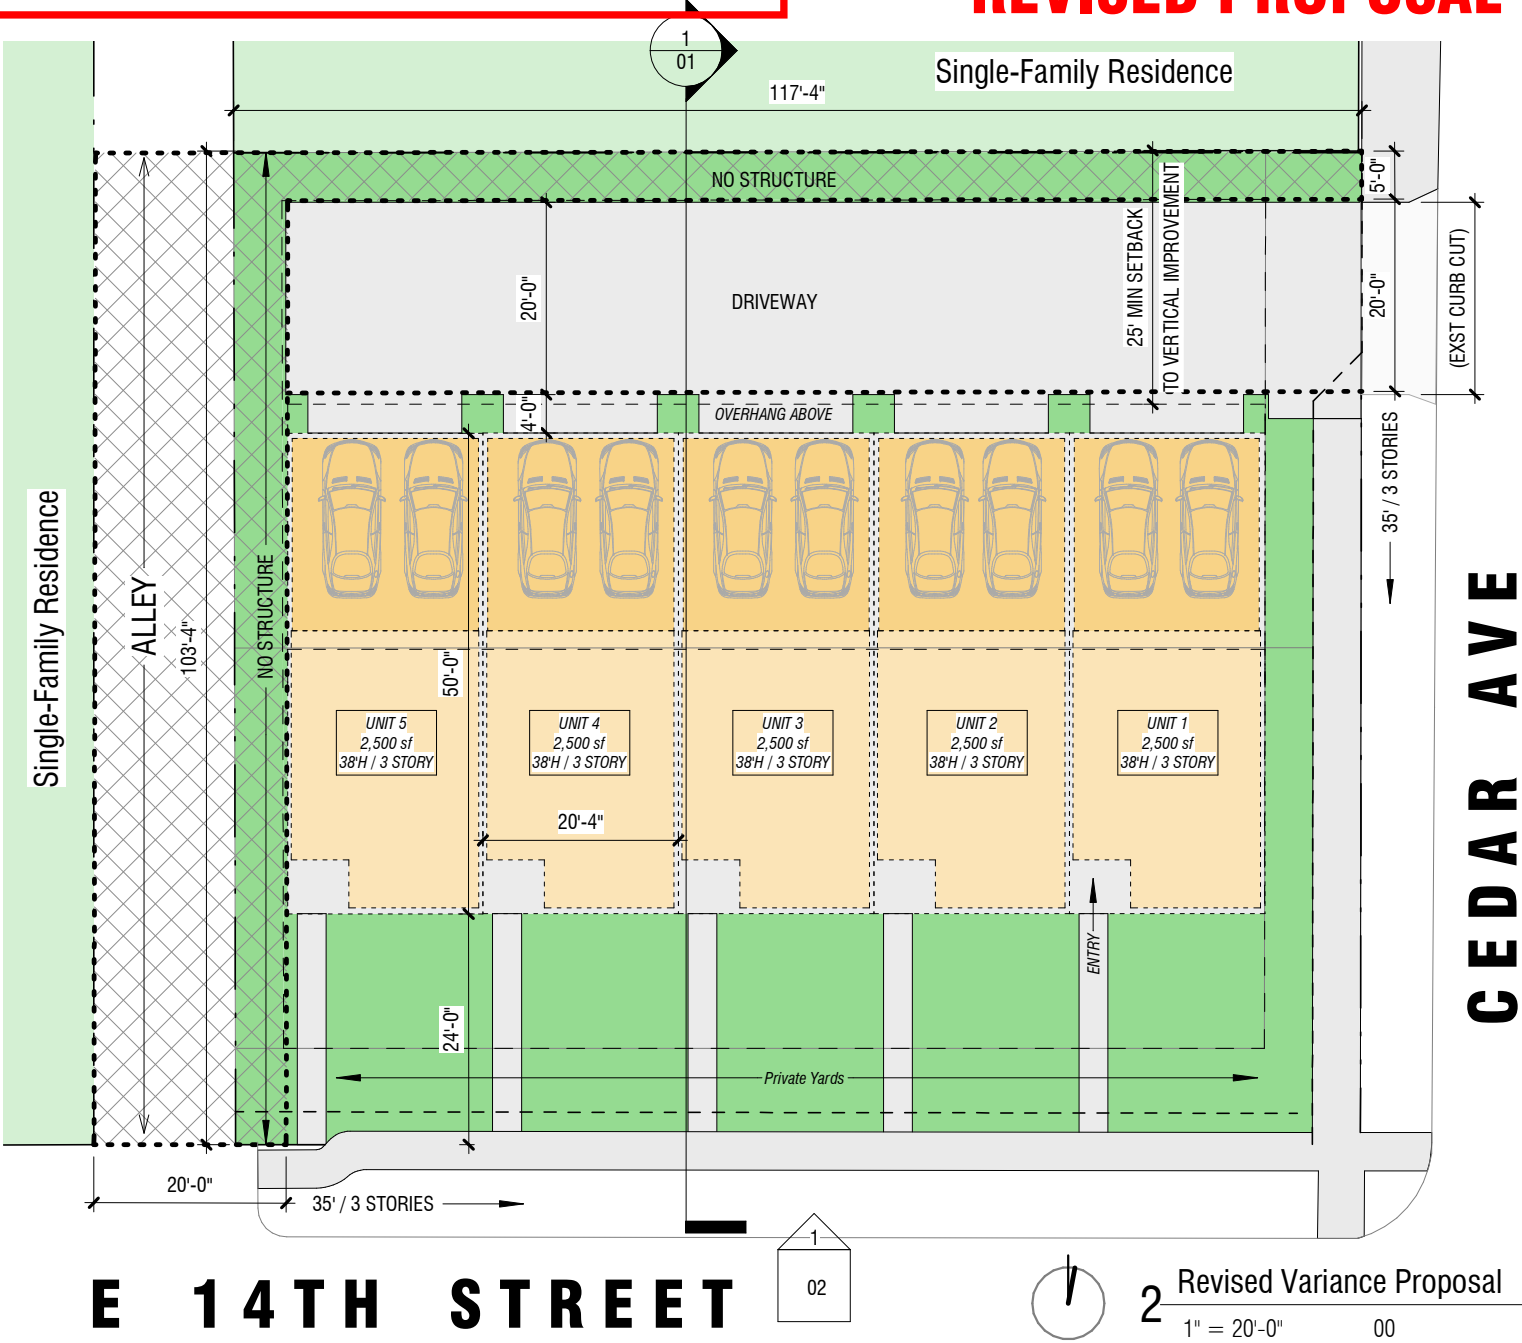 REVISED PROPOSAL
1
01
Single-Family Residence
117'-4"
NO STRUCTURE
5'-0"
25' MIN SETBACK
TO VERTICAL IMPROVEMENT
20'-0"
DRIVEWAY
20'-0"
(EXST CURB CUT)
4'-0"
OVERHANG ABOVE
35' / 3 STORIES
Single-Family Residence
ALLEY
103'-4"
NO STRUCTURE
50'-0"
UNIT 5
2,500 sf
38'H / 3 STORY
UNIT 4
2,500 sf
38'H / 3 STORY
UNIT 3
2,500 sf
38'H / 3 STORY
UNIT 2
2,500 sf
38'H / 3 STORY
UNIT 1
2,500 sf
38'H / 3 STORY
20'-4"
CEDAR AVE
ENTRY
24'-0"
Private Yards
20'-0"
35' / 3 STORIES
1
02
E 14TH STREET
2
Revised Variance Proposal
1" = 20'-0"
00